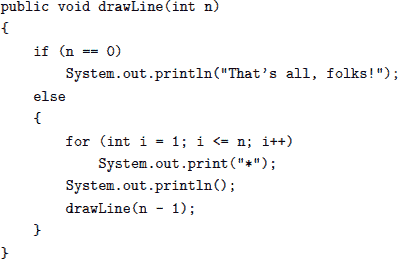 public void drawLine(int n)
{
    if (n == 0)
        System.out.println("That's all, folks!");
    else
    {
        for (int i = 1; i <= n; i++)
            System.out.print("*");
        System.out.println();
        drawLine(n - 1);
    }
}